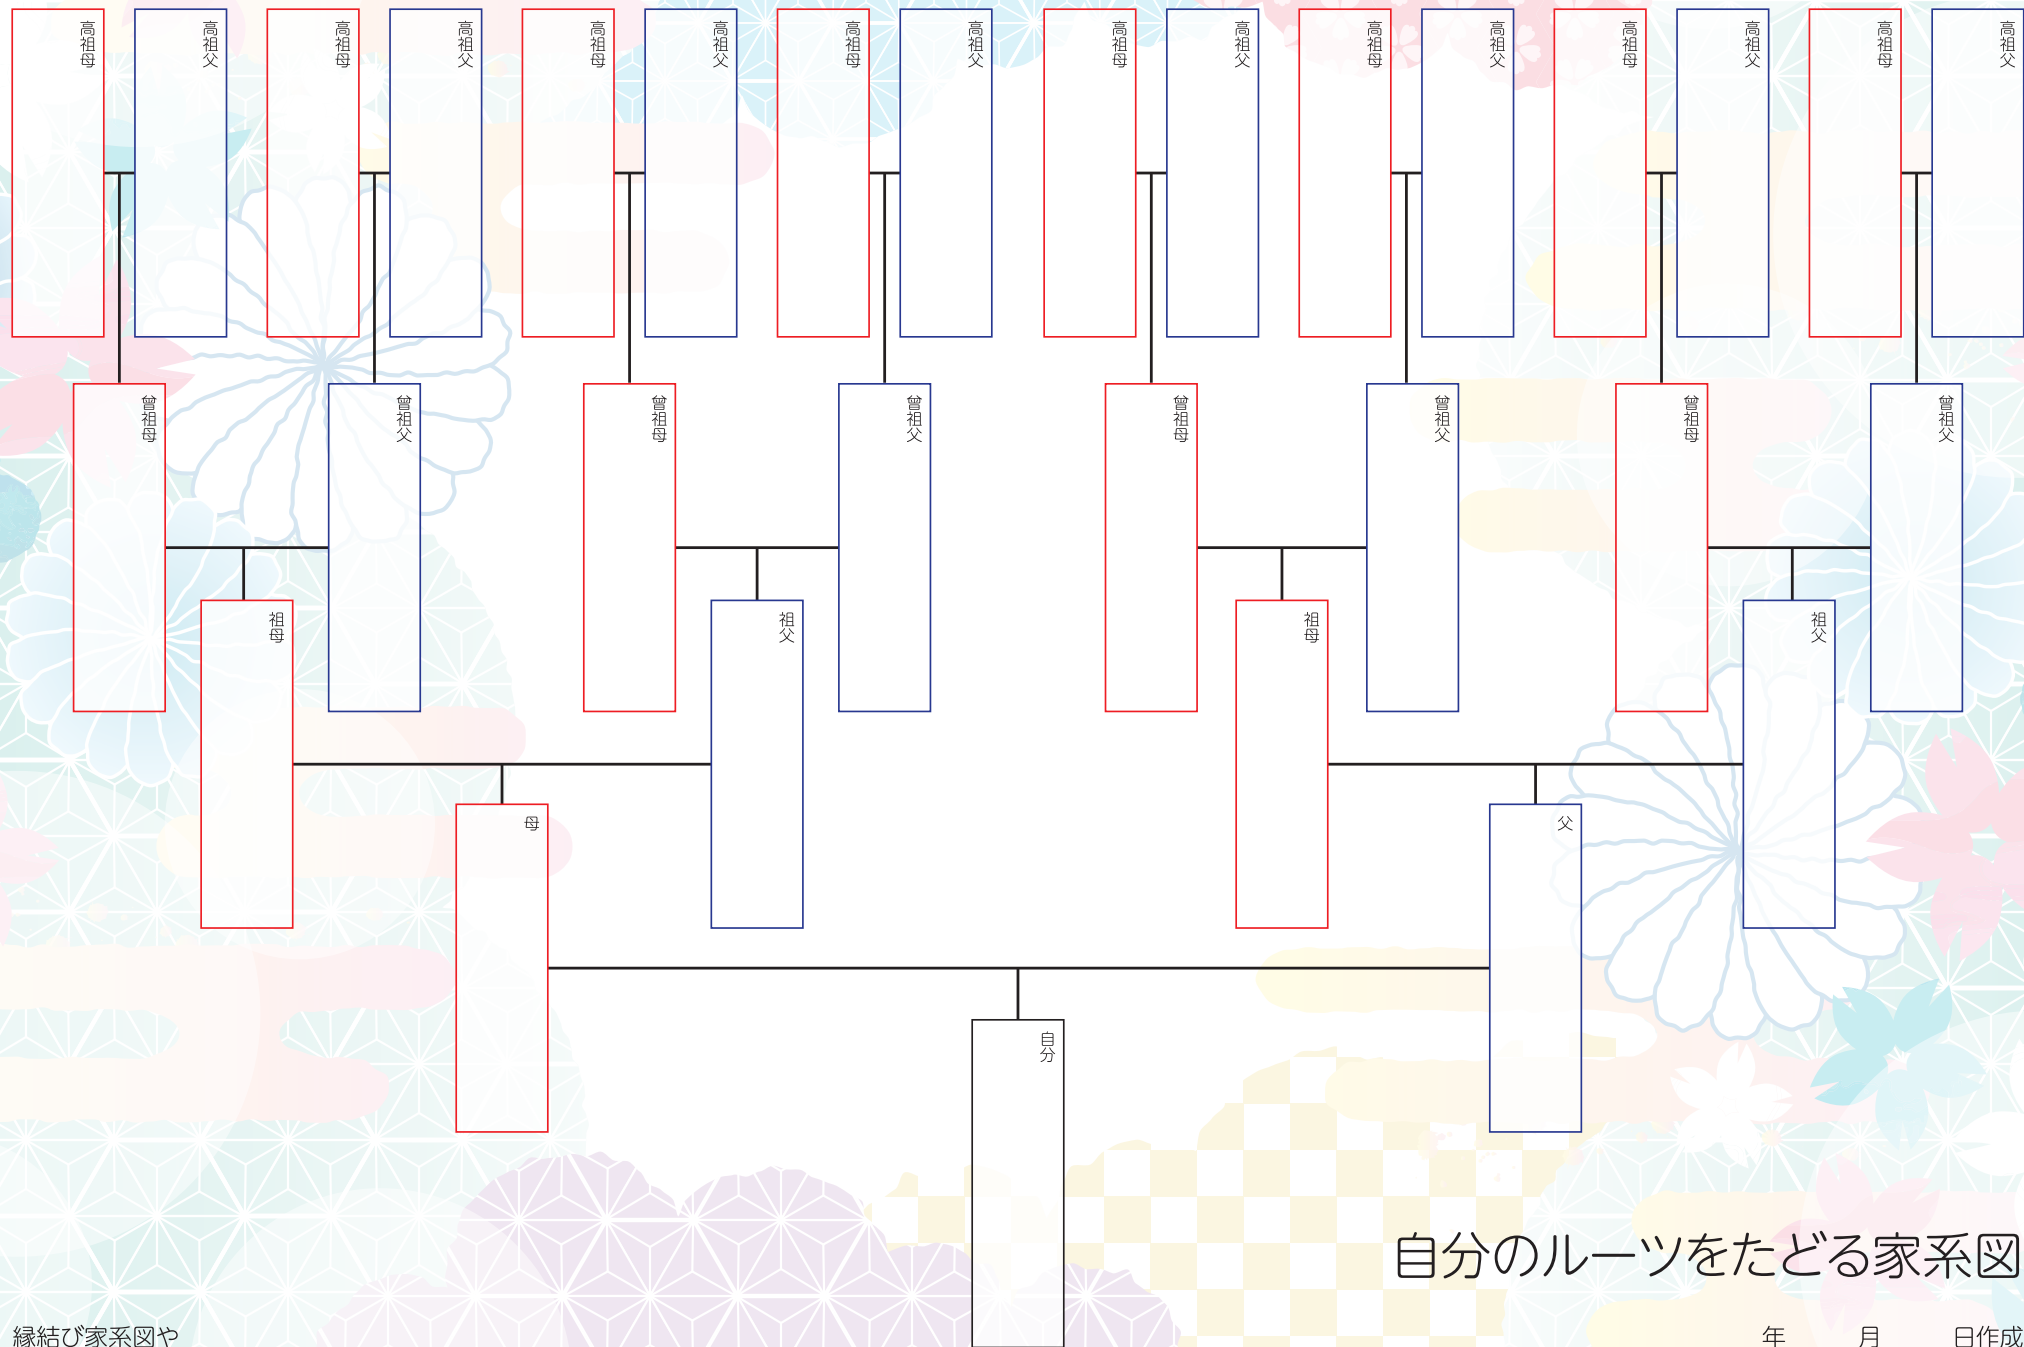 高祖母
高祖父
高祖母
高祖父
高祖母
高祖父
高祖母
高祖父
高祖母
高祖父
高祖母
高祖父
高祖母
高祖父
高祖母
高祖父
曾祖母
曾祖父
曾祖母
曾祖父
曾祖母
曾祖父
曾祖母
曾祖父
祖母
祖父
祖母
祖父
母
父
自分
自分のルーツをたどる家系図
縁結び家系図や
年 月 日作成